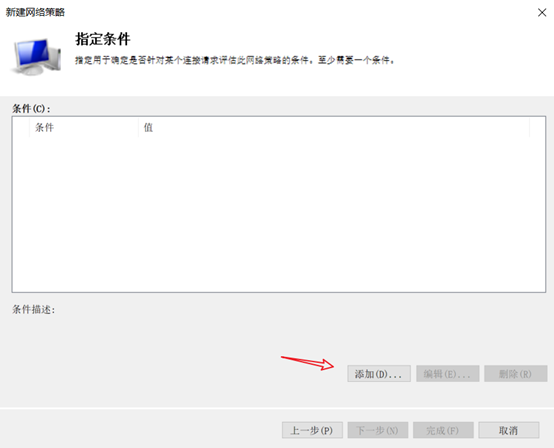 新建网络策略
指定条件
指定用于确定是否针对某个连接请求评估此网络策略的条件。至少需要一个条件。
条件(C):
条件 值
条件描述:
添加(D)... 编辑(E)... 删除(R)
上一步(P) 下一步(N) 完成(F) 取消